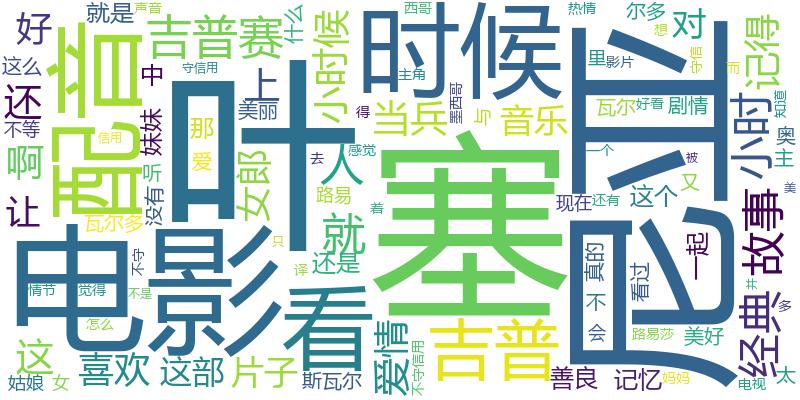 就是
声音
吉普赛
什么
小时候
时候
西哥
热情
尔多
对
想
好
这么
守信用
中
上
主角
里
影片
守信
而
记得
还
不等
配音
叶
美丽
那
爱
当兵
得
墨西哥
与
音乐
塞
亚
瓦尔
好看
剧情
小时
知道
奥
主
啊
信用
妹妹
听
女郎
人
感觉
去
路易
一个
被
让
瓦尔多
没有
就
着
现在
还有
这个
又
美
电影
不守
只
还是
尼
真的
不
会
看过
一起
故事
情节
觉得
不是
译
看
吉普
路易莎
美好
经典
井
多
这
怎么
爱情
姑娘
女
喜欢
这部
片子
斯瓦尔
不守信用
善良
记忆
妈妈
电视
太